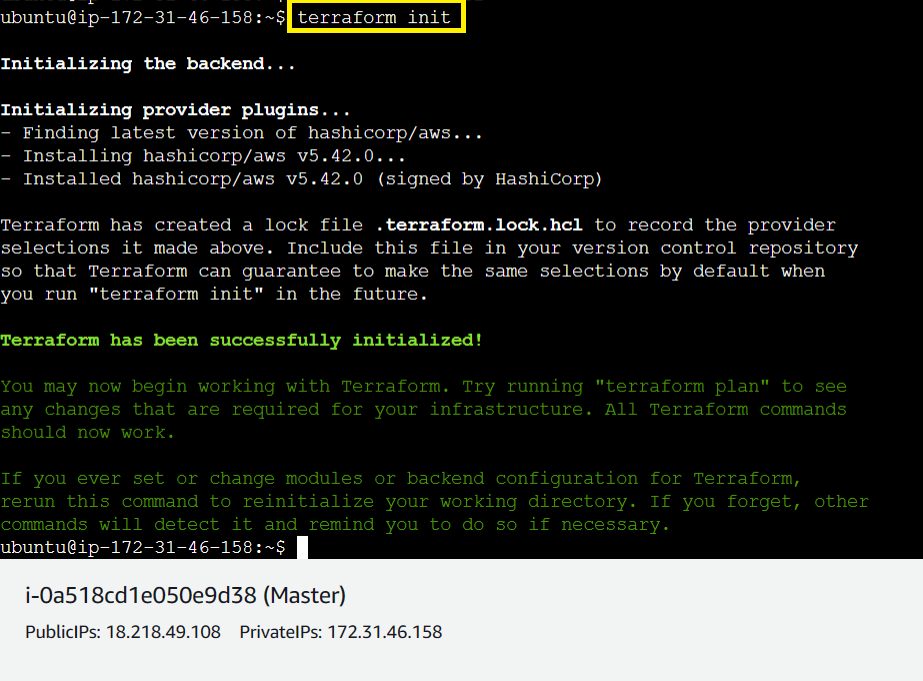 ubuntu@ip-172-31-46-158:~$ terraform init
Initializing the backend...
Initializing provider plugins...
- Finding latest version of hashicorp/aws...
- Installing hashicorp/aws v5.42.0...
- Installed hashicorp/aws v5.42.0 (signed by HashiCorp)
Terraform has created a lock file .terraform.lock.hcl to record the provider
selections it made above. Include this file in your version control repository
so that Terraform can guarantee to make the same selections by default when
you run "terraform init" in the future.
Terraform has been successfully initialized!
You may now begin working with Terraform. Try running "terraform plan" to see
any changes that are required for your infrastructure. All Terraform commands
should now work.
If you ever set or change modules or backend configuration for Terraform,
rerun this command to reinitialize your working directory. If you forget, other
commands will detect it and remind you to do so if necessary.
ubuntu@ip-172-31-46-158:~$
i-0a518cd1e050e9d38 (Master)
PublicIPs: 18.218.49.108 PrivateIPs: 172.31.46.158